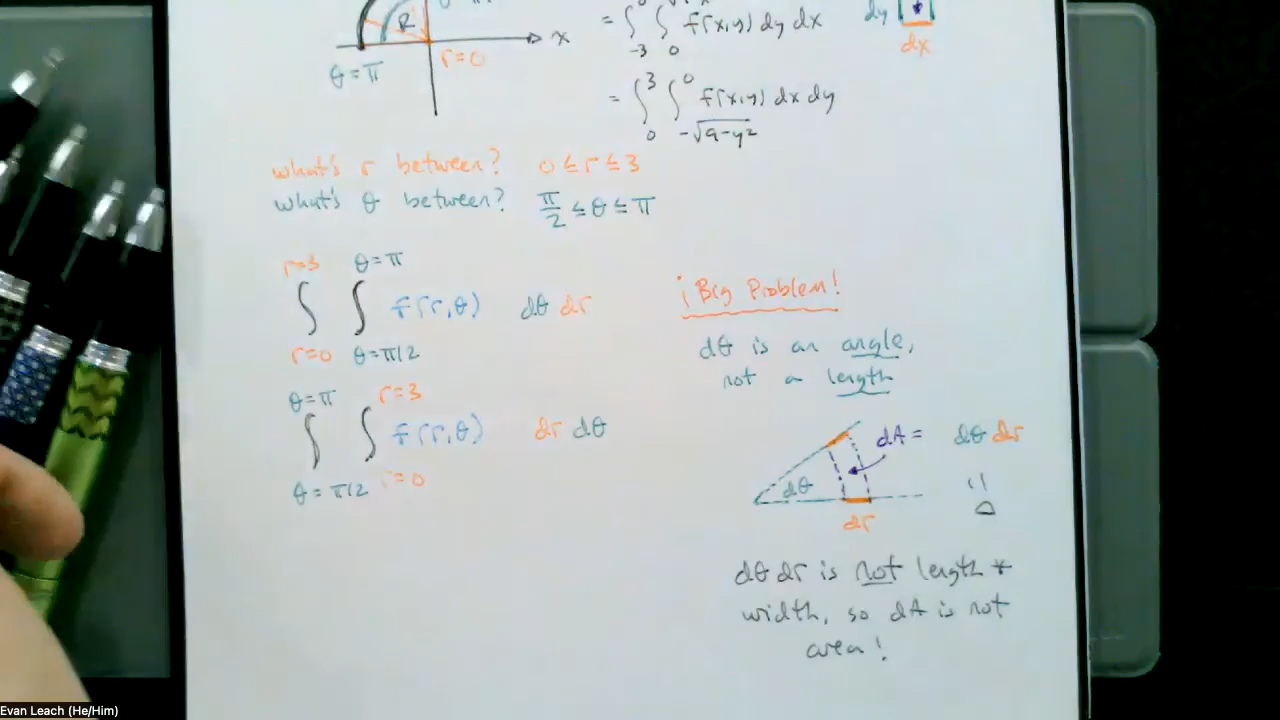 R
x
θ = π
r=0
= ∫_{-3}^{0} ∫_{0} f(x,y) dy dx
dy
dx
= ∫_{0}^{3} ∫_{-√(9-y²)}^{0} f(x,y) dx dy
what's r between? 0 ≤ r ≤ 3
what's θ between? π/2 ≤ θ ≤ π
∫_{r=0}^{r=3} ∫_{θ=π/2}^{θ=π} f(r,θ) dθ dr
∫_{θ=π/2}^{θ=π} ∫_{r=0}^{r=3} f(r,θ) dr dθ
¡Big Problem!
dθ is an angle,
not a length
dA = dθ dr
dθ
dr
dθ dr is not length *
width, so dA is not
area!
Evan Leach (He/Him)